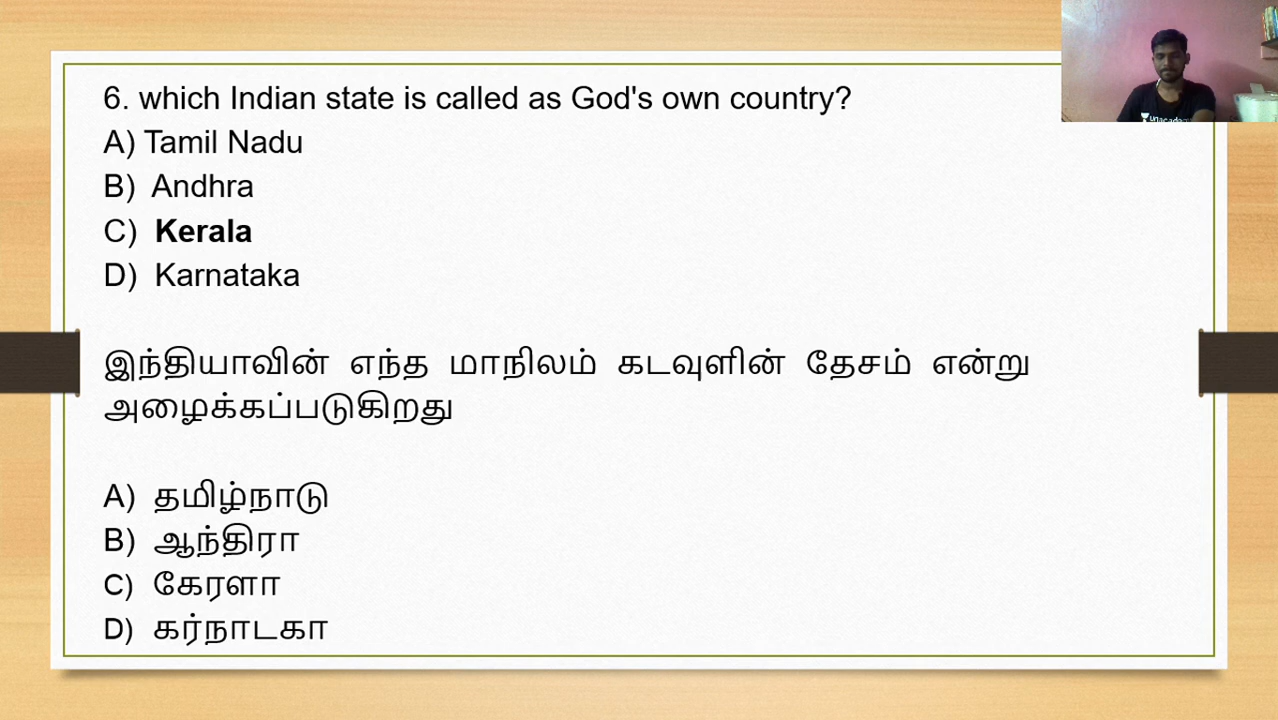 6. which Indian state is called as God's own country?
A) Tamil Nadu
B) Andhra
C) Kerala
D) Karnataka
இந்தியாவின் எந்த மாநிலம் கடவுளின் தேசம் என்று
அழைக்கப்படுகிறது
A) தமிழ்நாடு
B) ஆந்திரா
C) கேரளா
D) கர்நாடகா